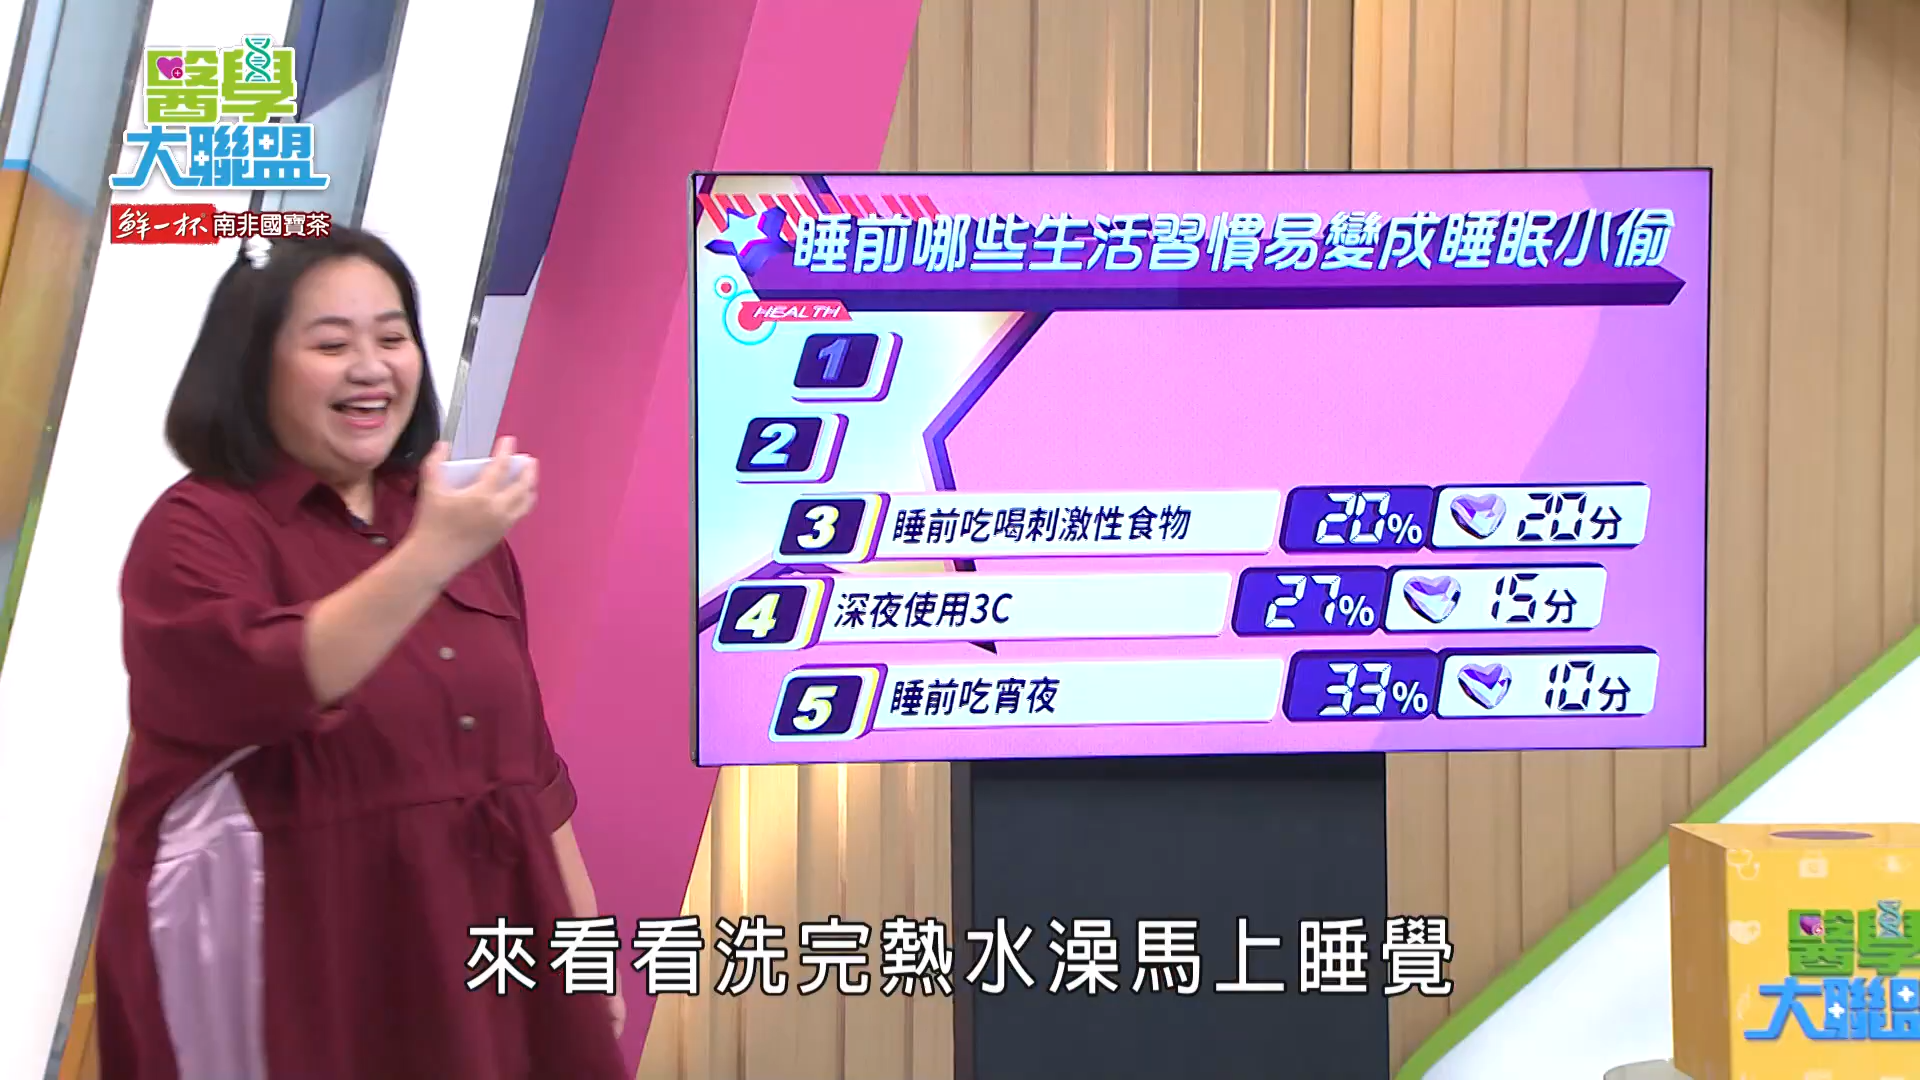 醫學
大聯盟
鮮一杯 南非國寶茶
睡前哪些生活習慣易變成睡眠小偷
HEALTH
1
2
3 睡前吃喝刺激性食物 20% 20分
4 深夜使用3C 27% 15分
5 睡前吃宵夜 33% 10分
來看看洗完熱水澡馬上睡覺
醫學
大聯盟